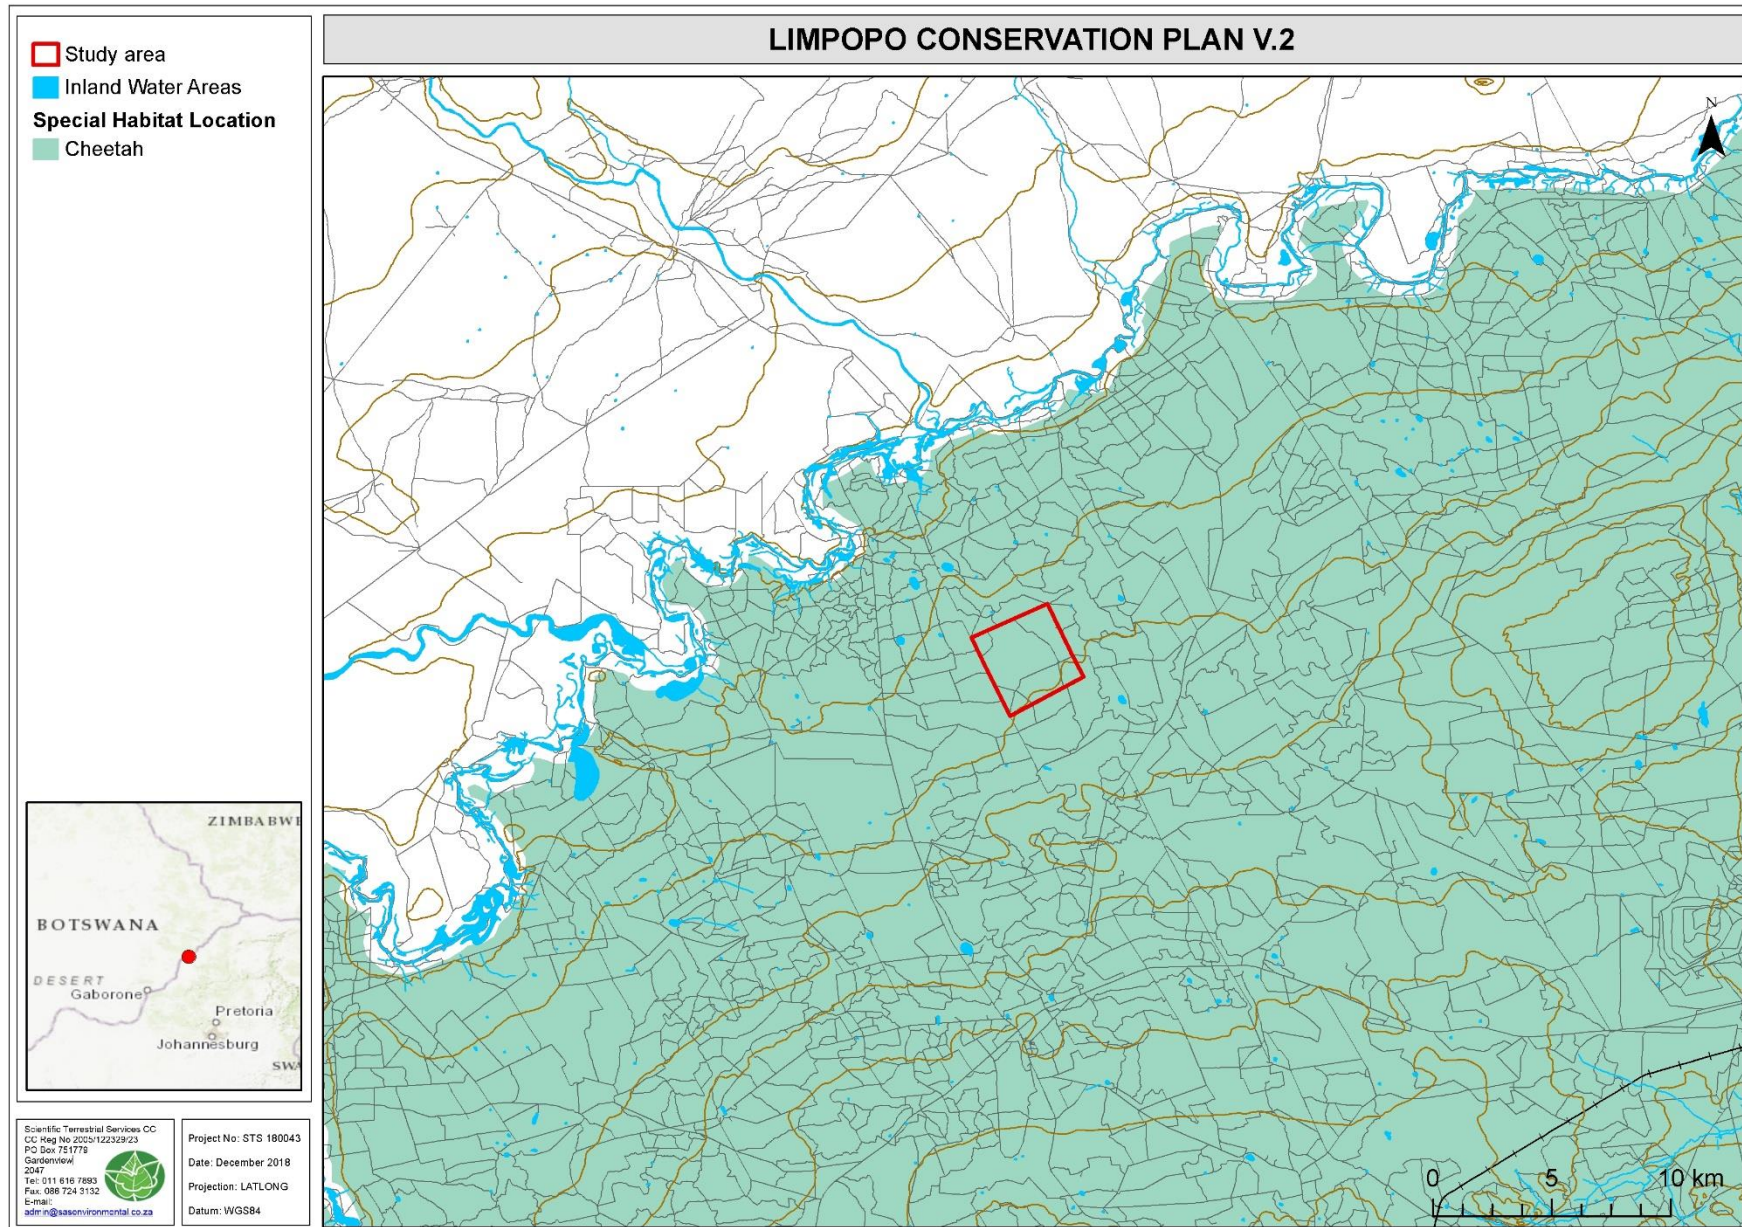 LIMPOPO CONSERVATION PLAN V.2
Study area
Inland Water Areas
Special Habitat Location
Cheetah
N
ZIMBABWE
BOTSWANA
DESERT
Gaborone
Pretoria
Johannesburg
SWA
Scientific Terrestrial Services CC
CC Reg No 2005/122329/23
PO Box 751779
Gardenview
2047
Tel: 011 616 7893
Fax: 086 724 3132
E-mail:
admin@sasenvironmental.co.za
Project No: STS 180043
Date: December 2018
Projection: LATLONG
Datum: WGS84
0 5 10 km